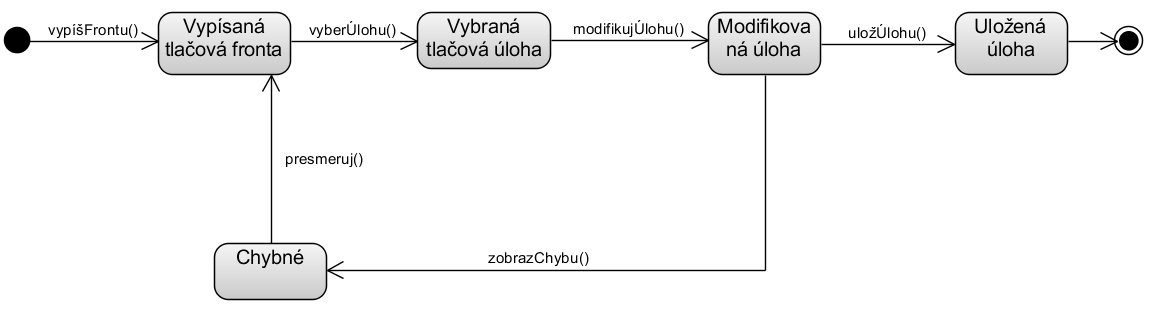 vypíšFrontu()
Vypísaná
tlačová fronta
vyberÚlohu()
Vybraná
tlačová úloha
modifikujÚlohu()
Modifikova
ná úloha
uložÚlohu()
Uložená
úloha
presmeruj()
Chybné
zobrazChybu()